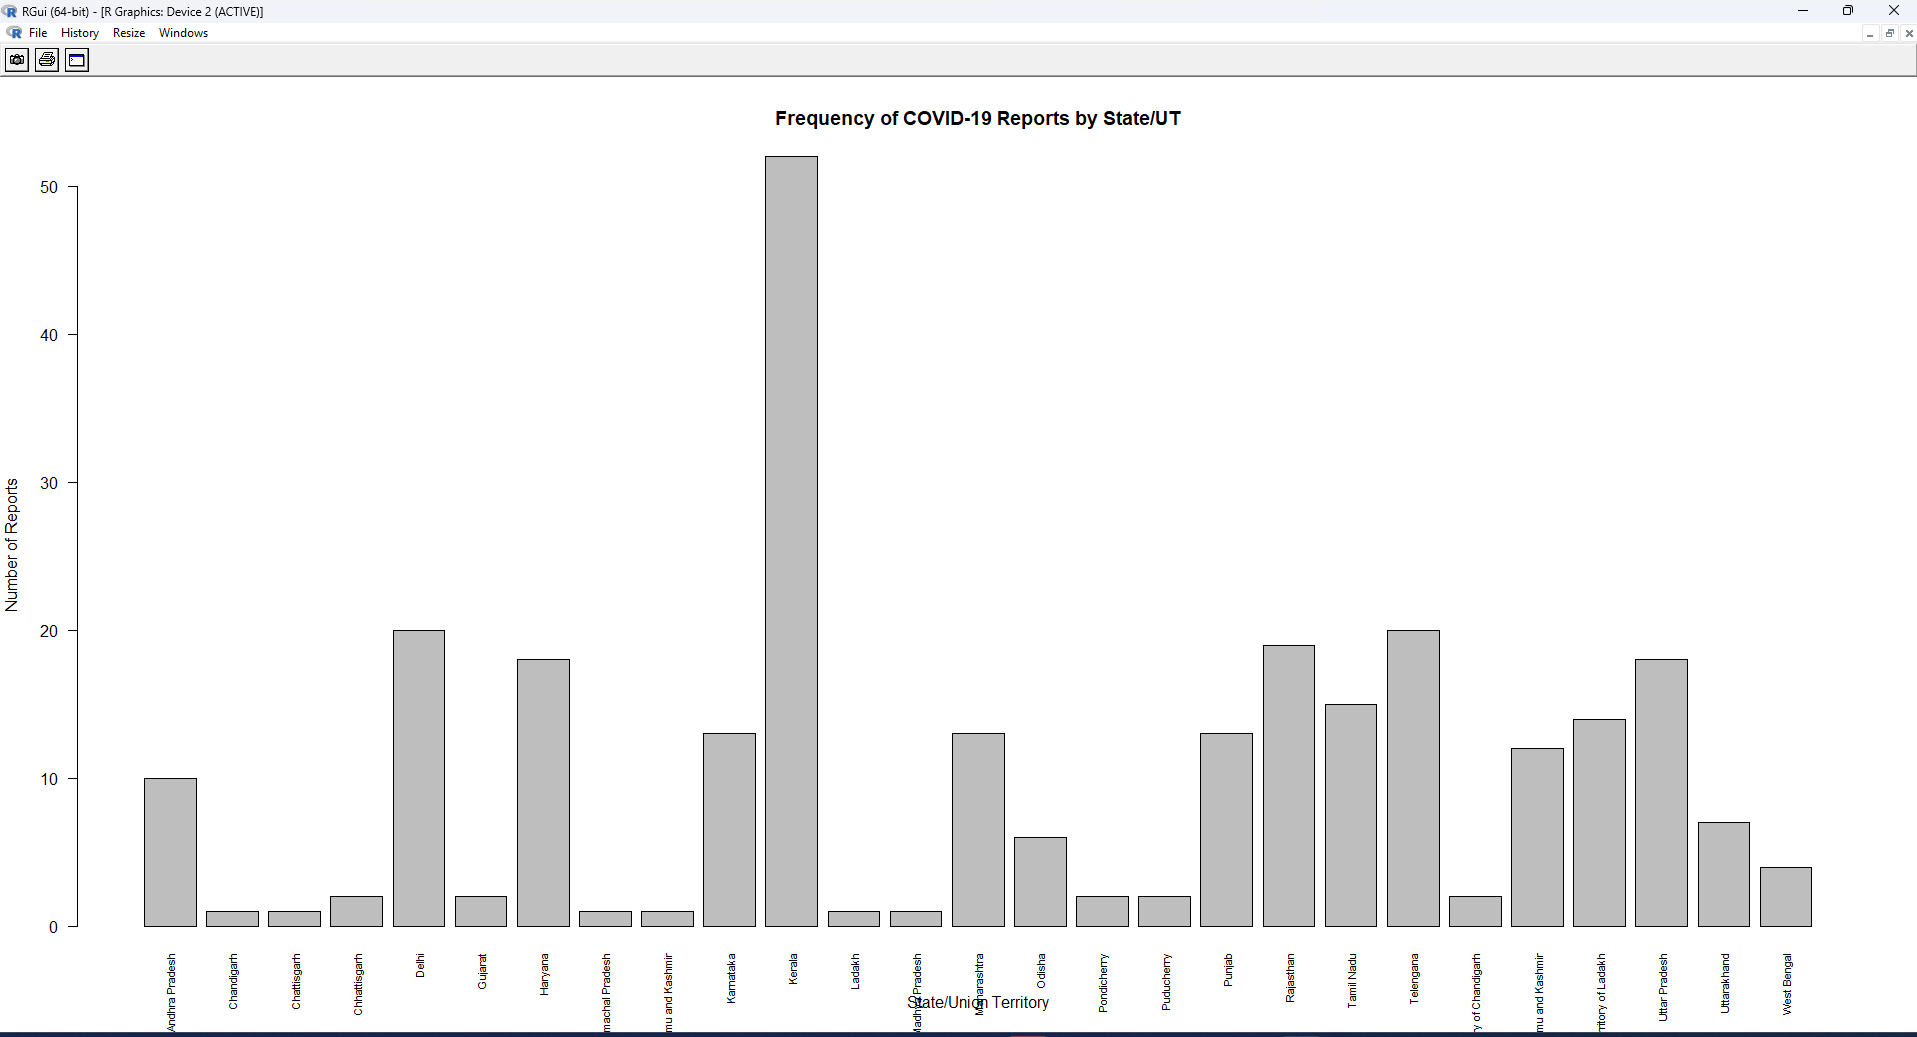 RGui (64-bit) - [R Graphics: Device 2 (ACTIVE)]
File History Resize Windows
Frequency of COVID-19 Reports by State/UT
Number of Reports
50
40
30
20
10
0
Andhra Pradesh
Chandigarh
Chattisgarh
Chhattisgarh
Delhi
Gujarat
Haryana
machal Pradesh
mu and Kashmir
Karnataka
Kerala
Ladakh
Madhya Pradesh
Maharashtra
Odisha
Pondicherry
Puducherry
Punjab
Rajasthan
Tamil Nadu
Telengana
y of Chandigarh
mu and Kashmir
ritory of Ladakh
Uttar Pradesh
Uttarakhand
West Bengal
State/Union Territory